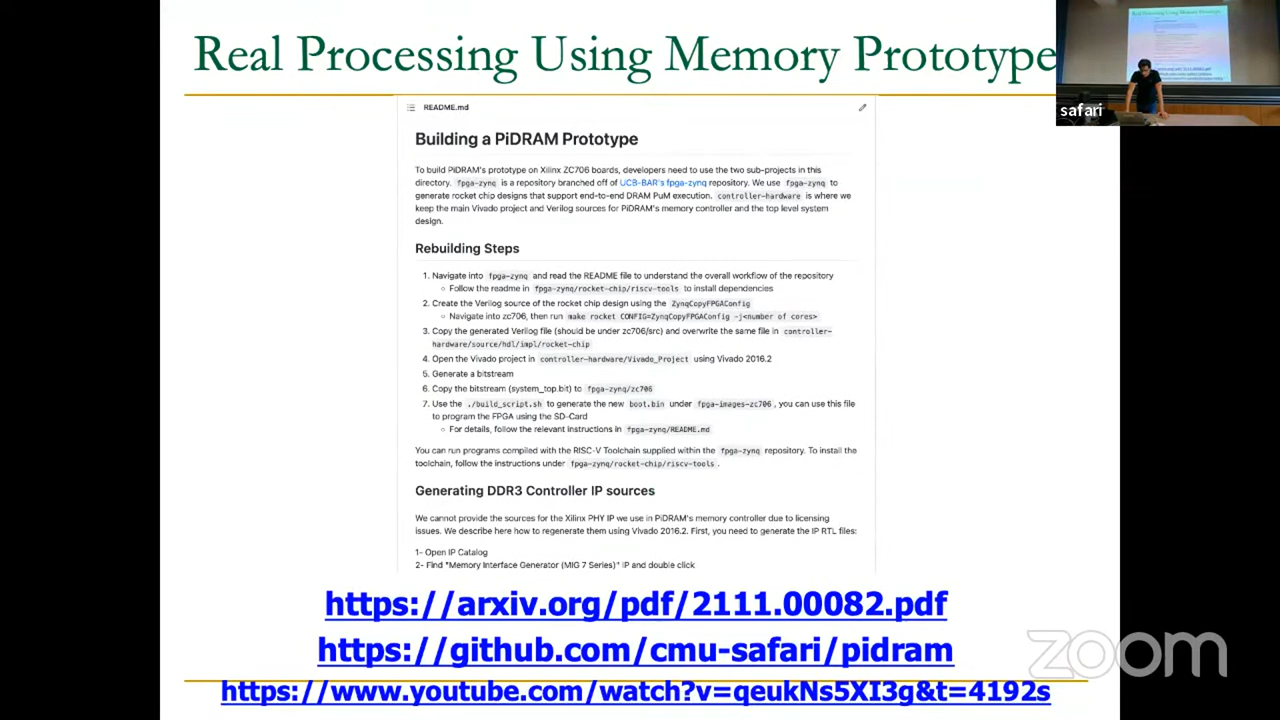 Real Processing Using Memory Prototype
safari
README.md
Building a PiDRAM Prototype
To build PiDRAM's prototype on Xilinx ZC706 boards, developers need to use the two sub-projects in this
directory. fpga-zynq is a repository branched off of UCB-BAR's fpga-zynq repository. We use fpga-zynq to
generate rocket chip designs that support end-to-end DRAM PuM execution. controller-hardware is where we
keep the main Vivado project and Verilog sources for PiDRAM's memory controller and the top level system
design.
Rebuilding Steps
1. Navigate into fpga-zynq and read the README file to understand the overall workflow of the repository
Follow the readme in fpga-zynq/rocket-chip/riscv-tools to install dependencies
2. Create the Verilog source of the rocket chip design using the ZynqCopyFPGAConfig
Navigate into zc706, then run make rocket CONFIG=ZynqCopyFPGAConfig -j<number of cores>
3. Copy the generated Verilog file (should be under zc706/src) and overwrite the same file in controller-
hardware/source/hdl/impl/rocket-chip
4. Open the Vivado project in controller-hardware/Vivado_Project using Vivado 2016.2
5. Generate a bitstream
6. Copy the bitstream (system_top.bit) to fpga-zynq/zc706
7. Use the ./build_script.sh to generate the new boot.bin under fpga-images-zc706, you can use this file
to program the FPGA using the SD-Card
For details, follow the relevant instructions in fpga-zynq/README.md
You can run programs compiled with the RISC-V Toolchain supplied within the fpga-zynq repository. To install the
toolchain, follow the instructions under fpga-zynq/rocket-chip/riscv-tools.
Generating DDR3 Controller IP sources
We cannot provide the sources for the Xilinx PHY IP we use in PiDRAM's memory controller due to licensing
issues. We describe here how to regenerate them using Vivado 2016.2. First, you need to generate the IP RTL files:
1- Open IP Catalog
2- Find "Memory Interface Generator (MIG 7 Series)" IP and double click
https://arxiv.org/pdf/2111.00082.pdf
https://github.com/cmu-safari/pidram
https://www.youtube.com/watch?v=qeukNs5XI3g&t=4192s
zoom